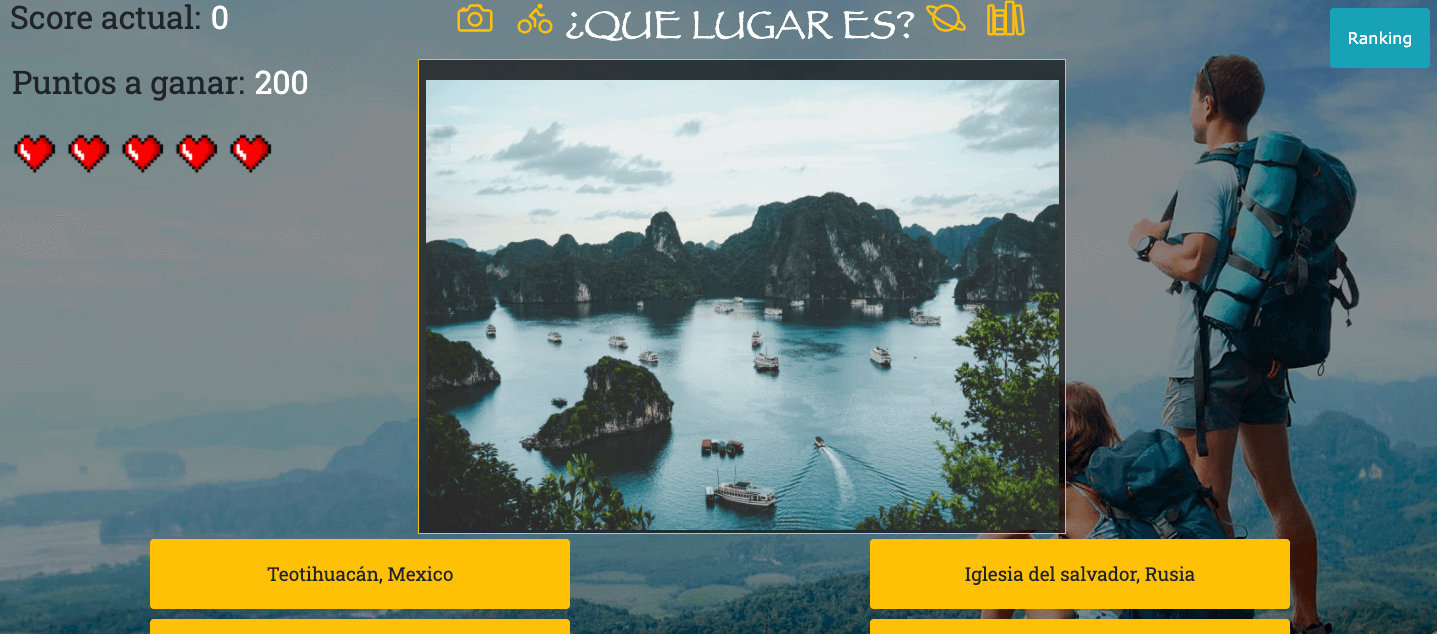 Score actual: 0
¿QUE LUGAR ES?
Ranking
Puntos a ganar: 200
Teotihuacán, Mexico
Iglesia del salvador, Rusia